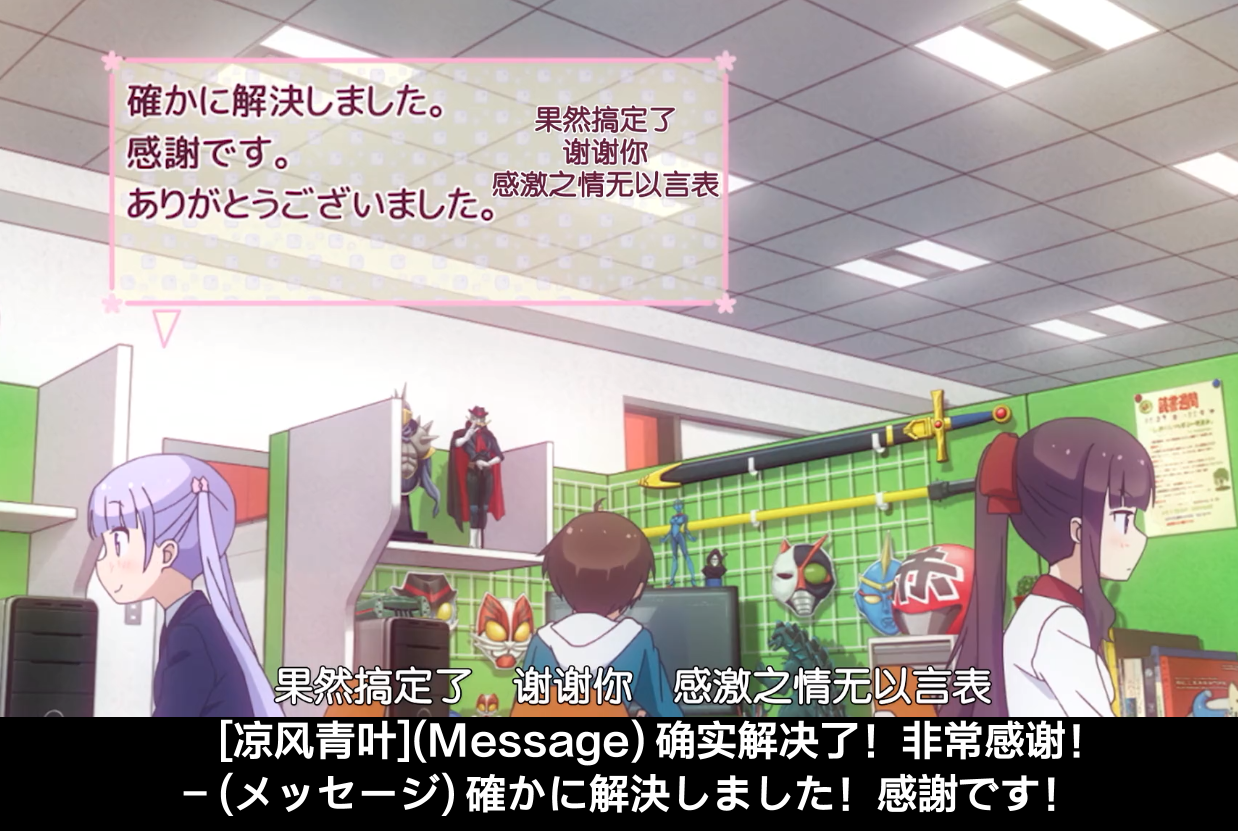 確かに解決しました。
感謝です。
ありがとうございました。
果然搞定了
谢谢你
感激之情无以言表
果然搞定了 谢谢你 感激之情无以言表
[凉风青叶](Message) 确实解决了！非常感谢！
– (メッセージ) 確かに解決しました！感謝です！